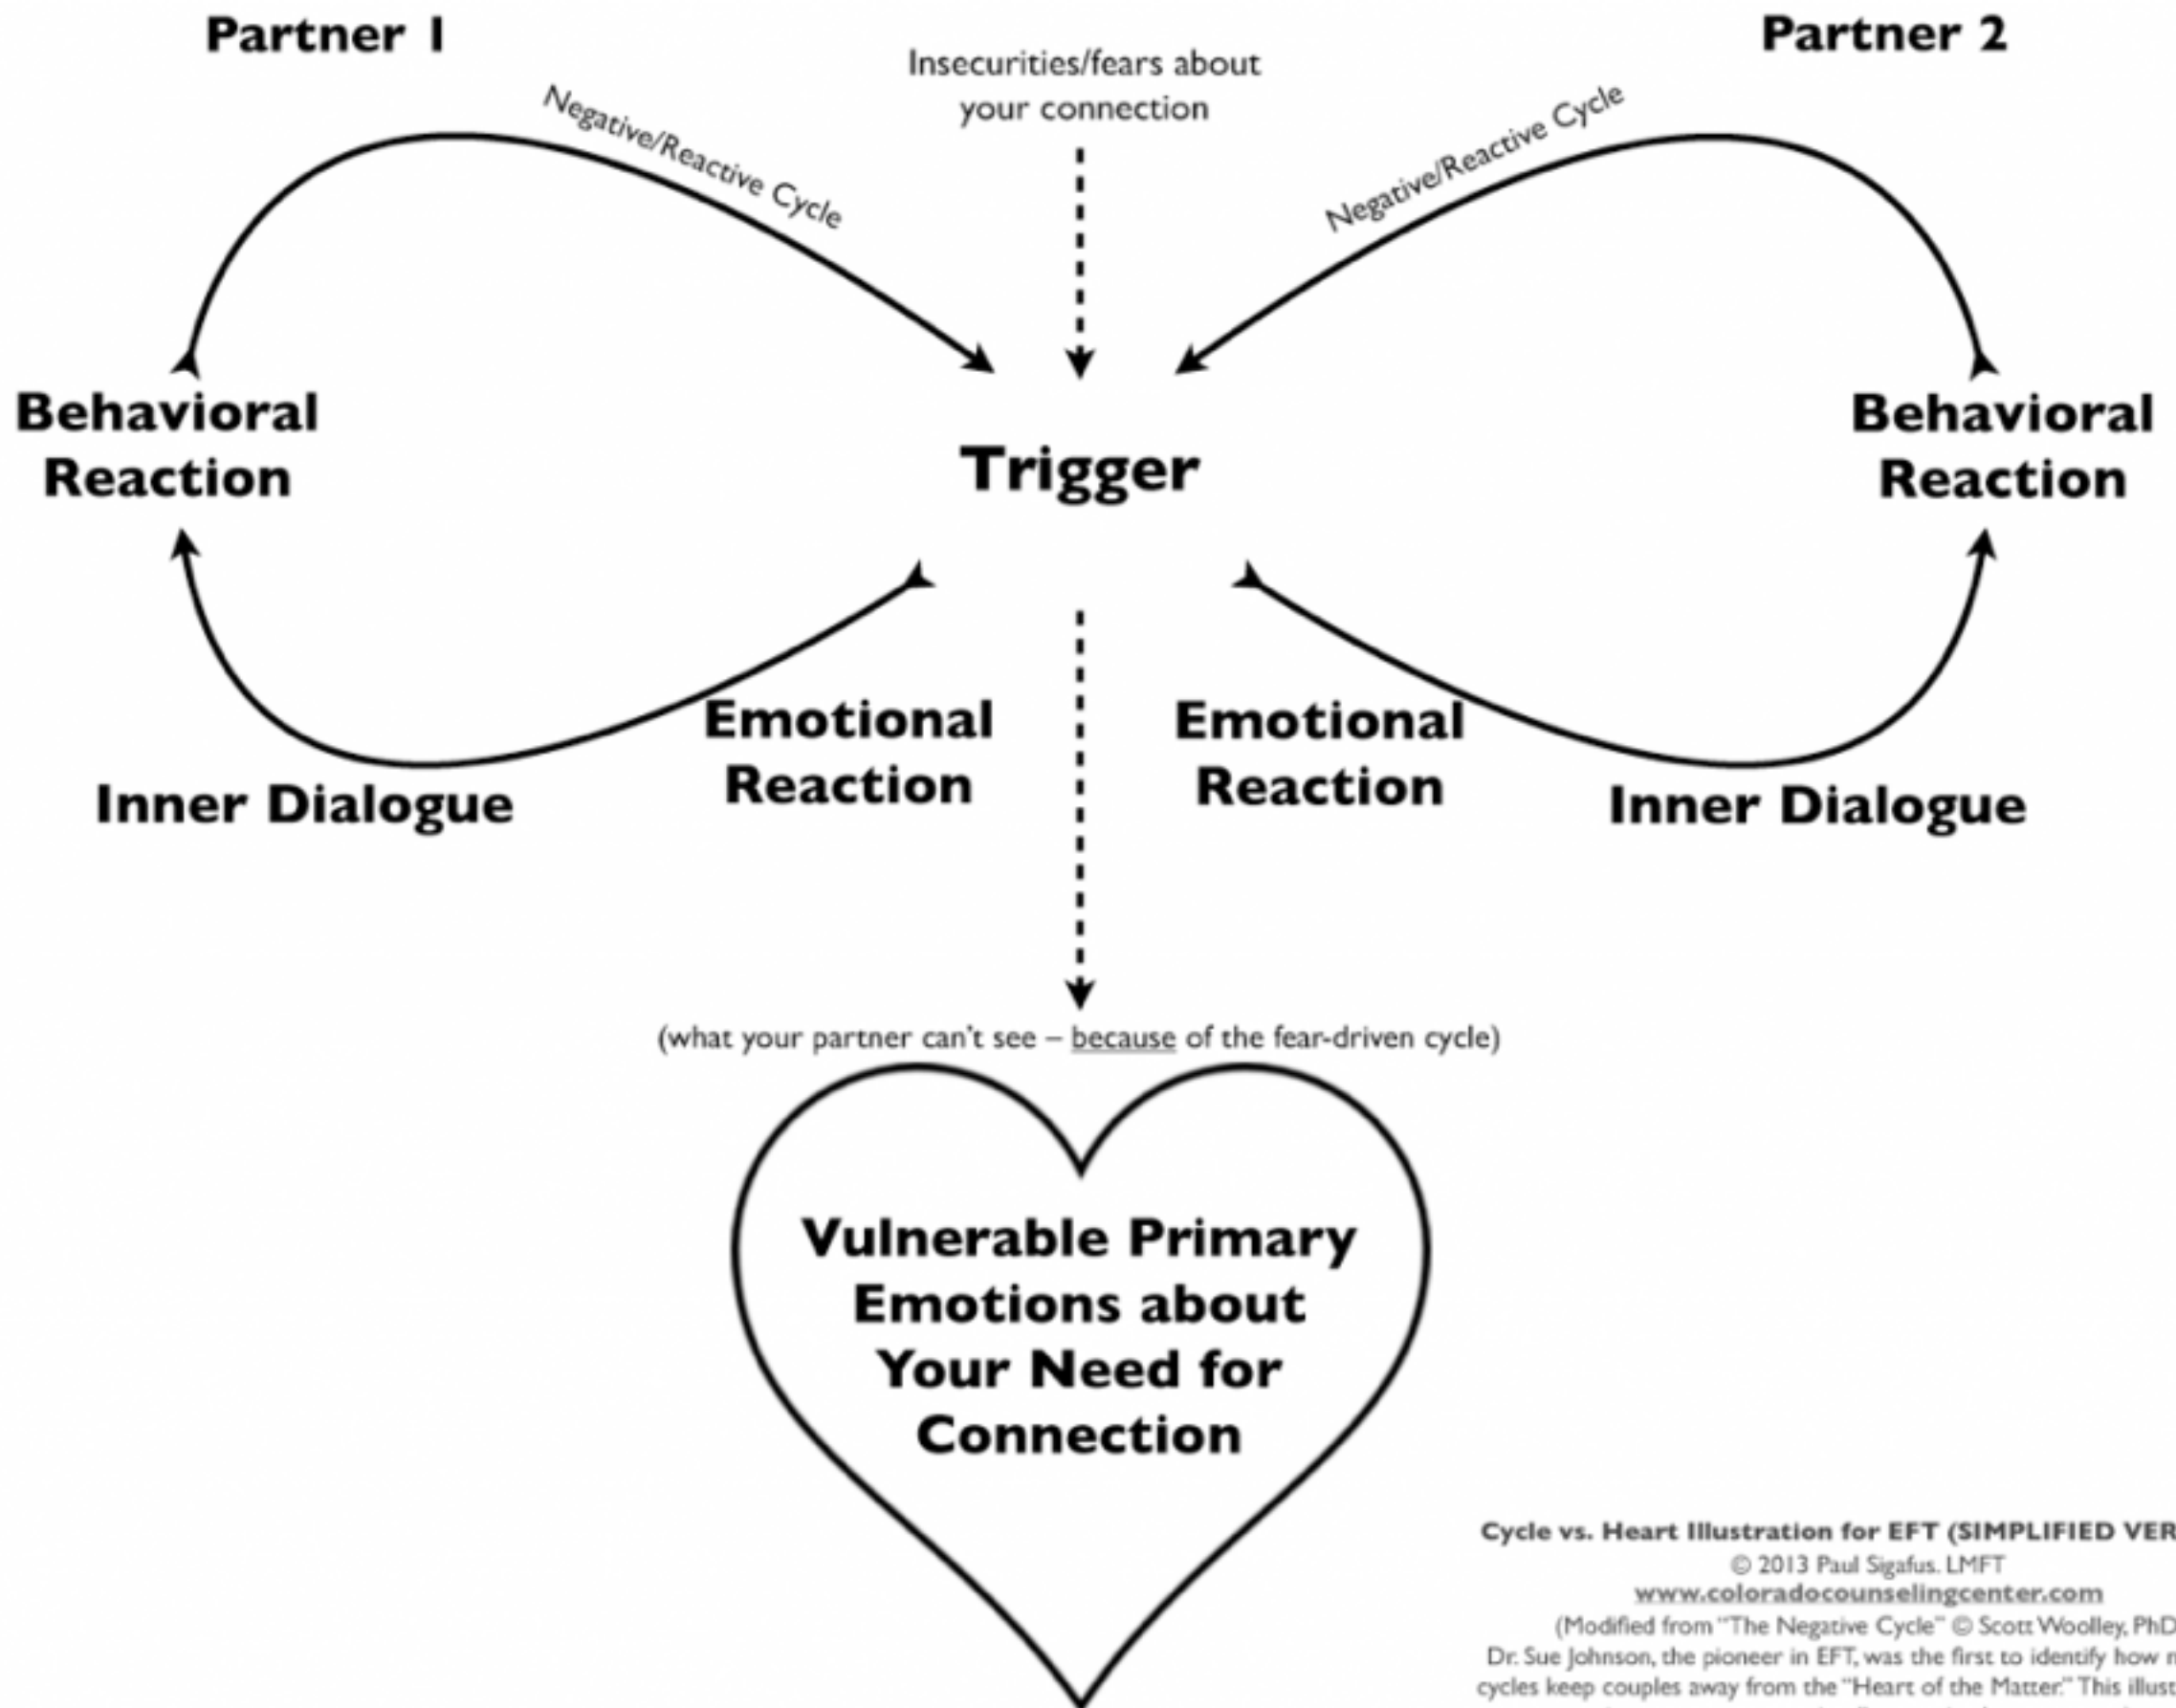 Partner 1
Partner 2
Insecurities/fears about
your connection
Negative/Reactive Cycle
Negative/Reactive Cycle
Behavioral
Reaction
Trigger
Behavioral
Reaction
Emotional
Reaction
Emotional
Reaction
Inner Dialogue
Inner Dialogue
(what your partner can't see – because of the fear-driven cycle)
Vulnerable Primary
Emotions about
Your Need for
Connection
Cycle vs. Heart Illustration for EFT (SIMPLIFIED VER
© 2013 Paul Sigafus. LMFT
www.coloradocounselingcenter.com
(Modified from "The Negative Cycle" © Scott Woolley, PhD
Dr. Sue Johnson, the pioneer in EFT, was the first to identify how
cycles keep couples away from the "Heart of the Matter." This